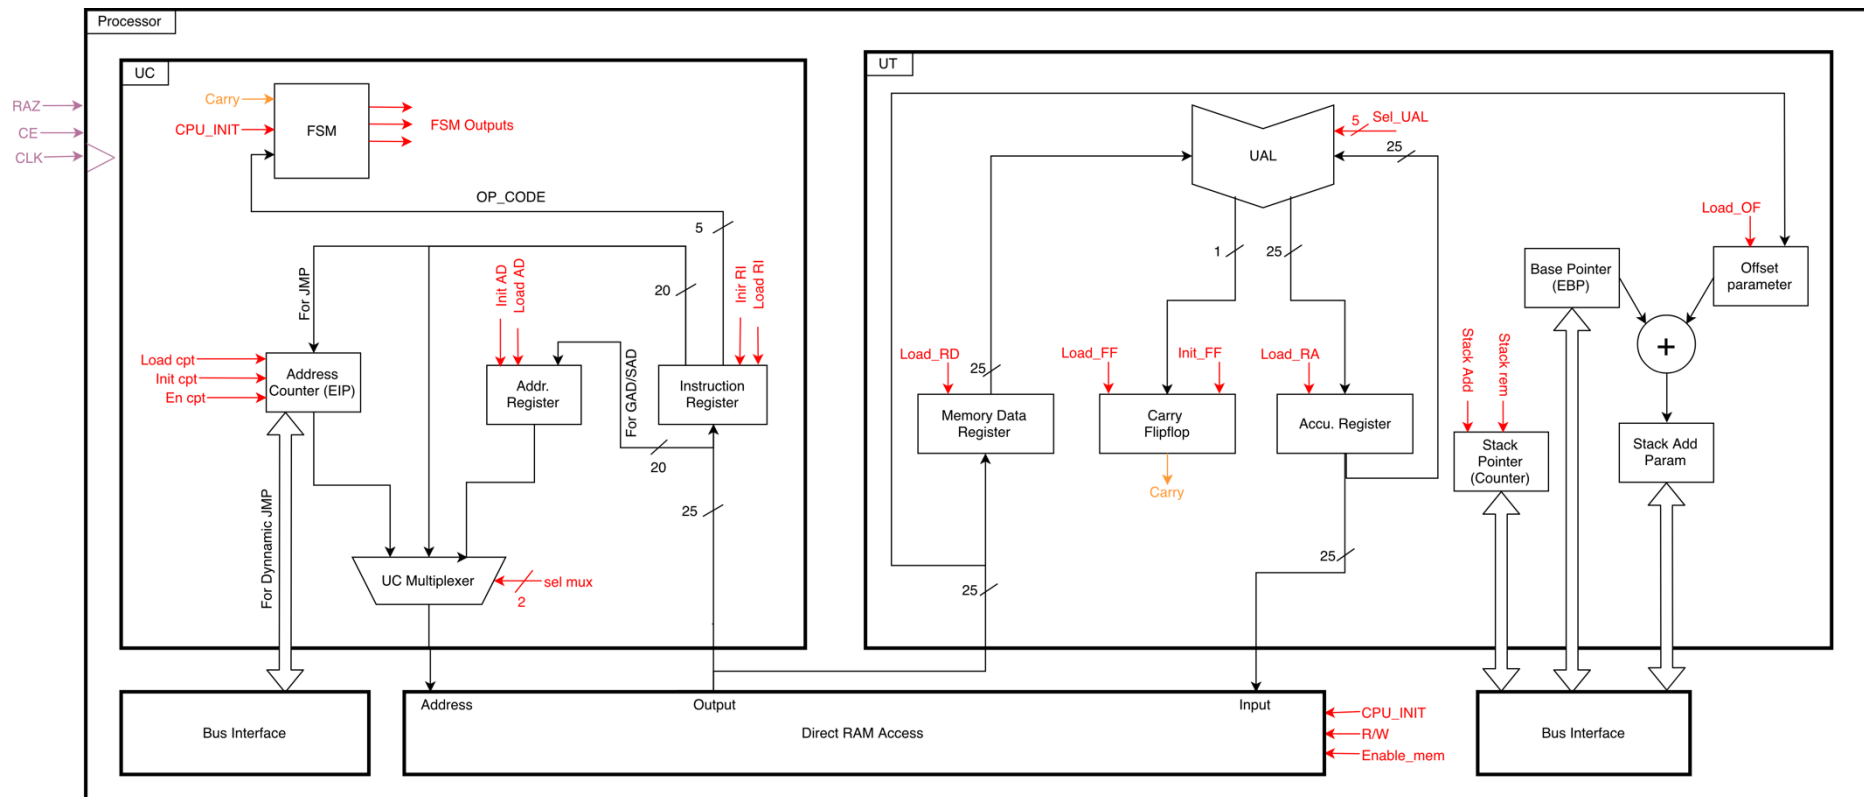 Processor
UC
UT
RAZ
CE
CLK
Carry
CPU_INIT
FSM
FSM Outputs
OP_CODE
5
20
For JMP
Init AD
Load AD
Inir RI
Load RI
Load cpt
Init cpt
En cpt
Address
Counter (EIP)
Addr.
Register
For GAD/SAD
Instruction
Register
20
25
For Dynnamic JMP
UC Multiplexer
sel mux
2
Sel_UAL
5
UAL
25
1
25
Load_OF
Base Pointer
(EBP)
Offset
parameter
+
Load_RD
25
Load_FF
Init_FF
Load_RA
Memory Data
Register
Carry
Flipflop
Accu. Register
Carry
Stack Add
Stack rem
Stack
Pointer
(Counter)
Stack Add
Param
25
25
Bus Interface
Address
Output
Input
Direct RAM Access
CPU_INIT
R/W
Enable_mem
Bus Interface